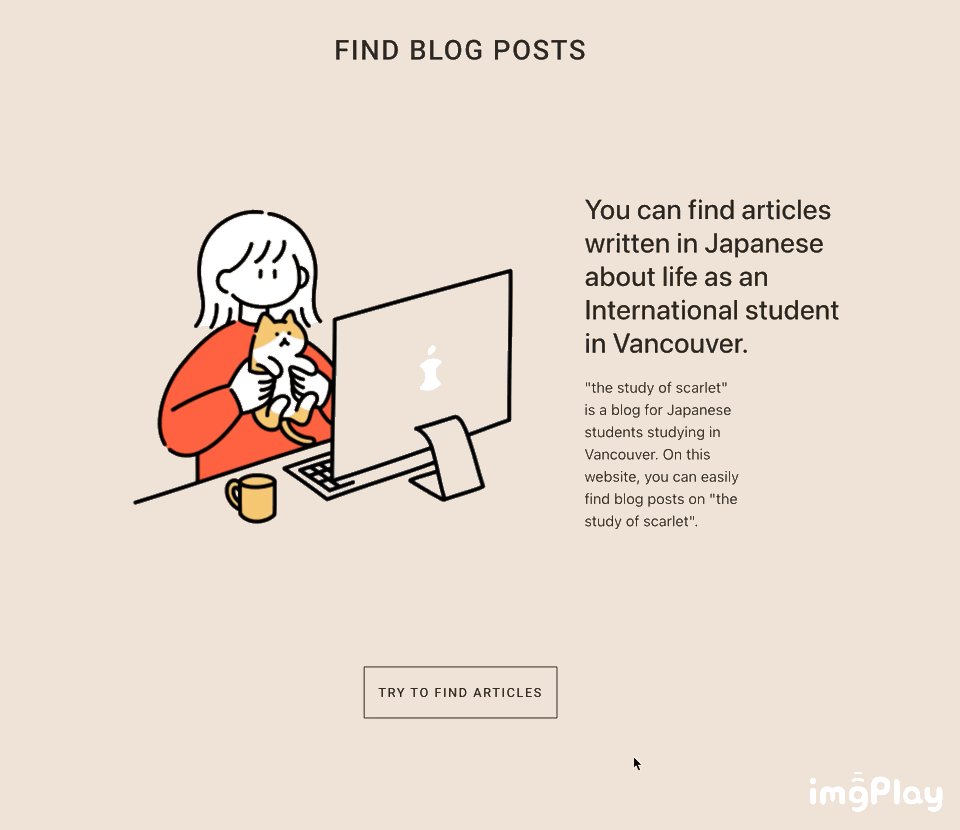 FIND BLOG POSTS
You can find articles
written in Japanese
about life as an
International student
in Vancouver.
"the study of scarlet"
is a blog for Japanese
students studying in
Vancouver. On this
website, you can easily
find blog posts on "the
study of scarlet".
TRY TO FIND ARTICLES
imgPlay